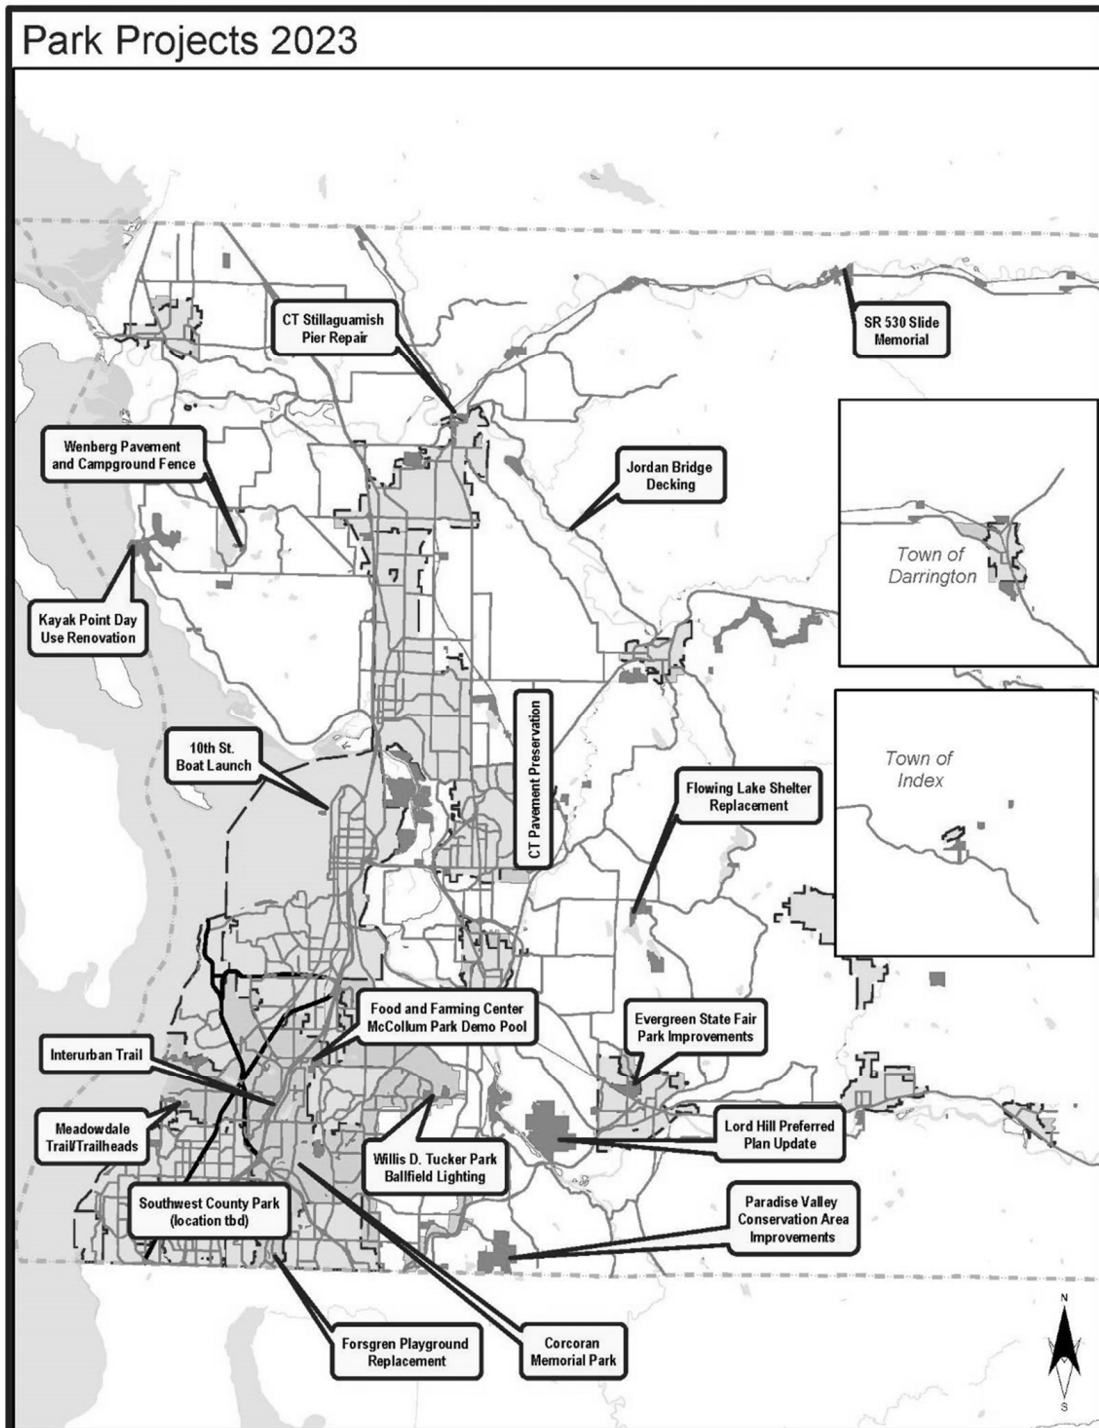 Park Projects 2023
CT Stillaguamish
Pier Repair
SR 530 Slide
Memorial
Wenberg Pavement
and Campground Fence
Jordan Bridge
Decking
Town of
Darrington
Kayak Point Day
Use Renovation
CT Pavement Preservation
10th St.
Boat Launch
Town of
Index
Flowing Lake Shelter
Replacement
Food and Farming Center
McCollum Park Demo Pool
Evergreen State Fair
Park Improvements
Interurban Trail
Meadowdale
Trail/Trailheads
Willis D. Tucker Park
Ballfield Lighting
Lord Hill Preferred
Plan Update
Southwest County Park
(location tbd)
Paradise Valley
Conservation Area
Improvements
Forsgren Playground
Replacement
Corcoran
Memorial Park
N
S